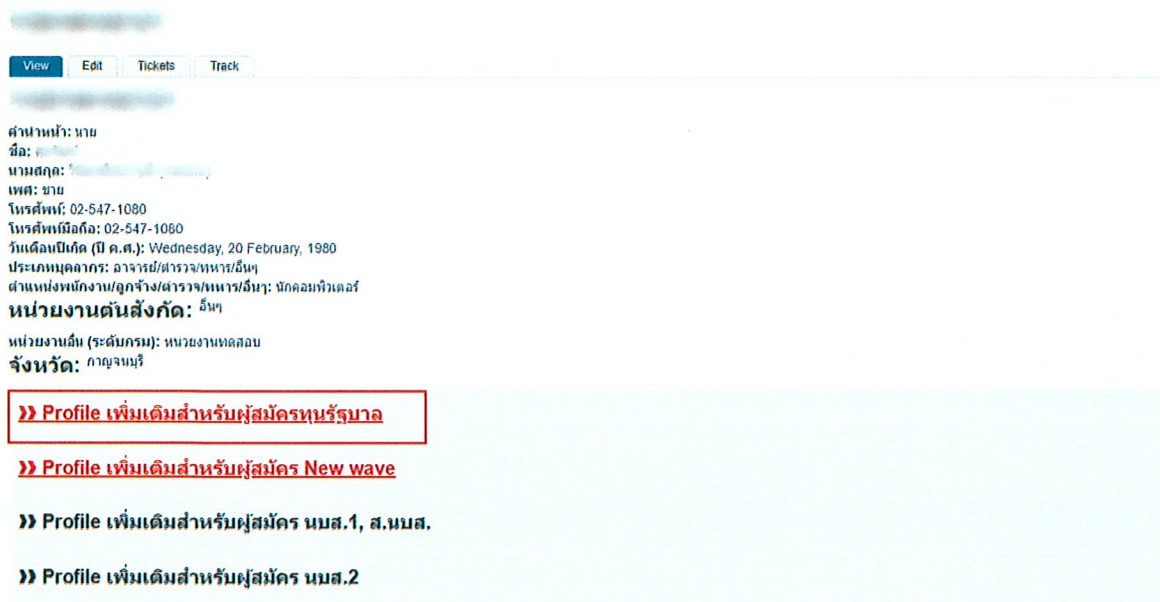 View Edit Tickets Track
คำนำหน้า: นาย
ชื่อ:
นามสกุล:
เพศ: ชาย
โทรศัพท์: 02-547-1080
โทรศัพท์มือถือ: 02-547-1080
วันเดือนปีเกิด (ปี ค.ศ.): Wednesday, 20 February, 1980
ประเภทบุคลากร: อาจารย์/ตำรวจ/ทหาร/อื่นๆ
ตำแหน่งพนักงาน/ลูกจ้าง/ตำรวจ/ทหาร/อื่นๆ: นักคอมพิวเตอร์
หน่วยงานต้นสังกัด: อื่นๆ
หน่วยงานอื่น (ระดับกรม): หน่วยงานทดสอบ
จังหวัด: กาญจนบุรี
》 Profile เพิ่มเติมสำหรับผู้สมัครทุนรัฐบาล
》 Profile เพิ่มเติมสำหรับผู้สมัคร New wave
》 Profile เพิ่มเติมสำหรับผู้สมัคร นบส.1, ส.นบส.
》 Profile เพิ่มเติมสำหรับผู้สมัคร นบส.2